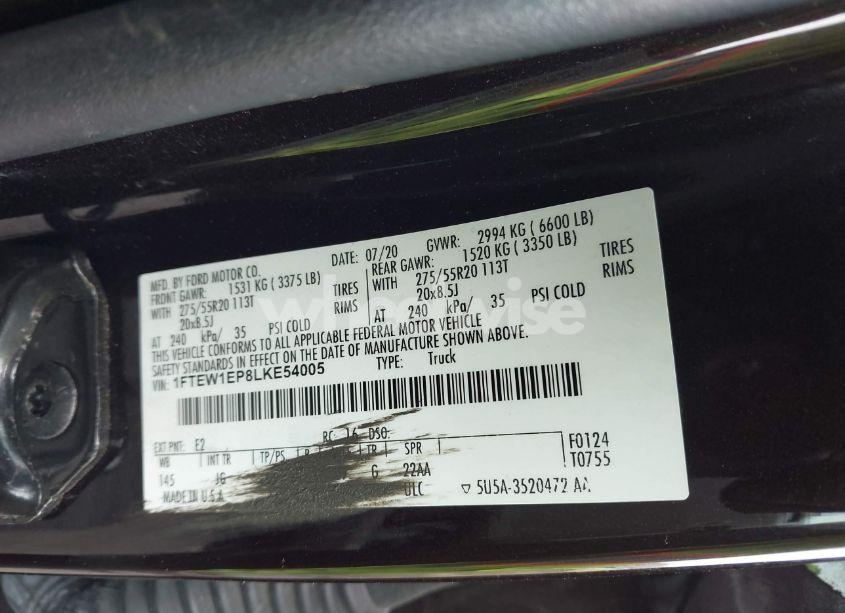 MFD. BY FORD MOTOR CO.
DATE: 07/20 GVWR: 2994 KG ( 6600 LB)
FRONT GAWR: 1531 KG ( 3375 LB) REAR GAWR: 1520 KG ( 3350 LB)
WITH 275/55R20 113T TIRES WITH 275/55R20 113T TIRES
20x8.5J RIMS 20x8.5J RIMS
AT 240 kPa/ 35 PSI COLD AT 240 kPa/ 35 PSI COLD
THIS VEHICLE CONFORMS TO ALL APPLICABLE FEDERAL MOTOR VEHICLE
SAFETY STANDARDS IN EFFECT ON THE DATE OF MANUFACTURE SHOWN ABOVE.
VIN: 1FTEW1EP8LKE54005 TYPE: Truck
EXT PNT: E2 RC: 16 DSO: F0124
WB INT TR TP/PS R SPR T0755
145 JG G 22AA
MADE IN U.S.A ULC ▽ 5U5A-3520472 AA